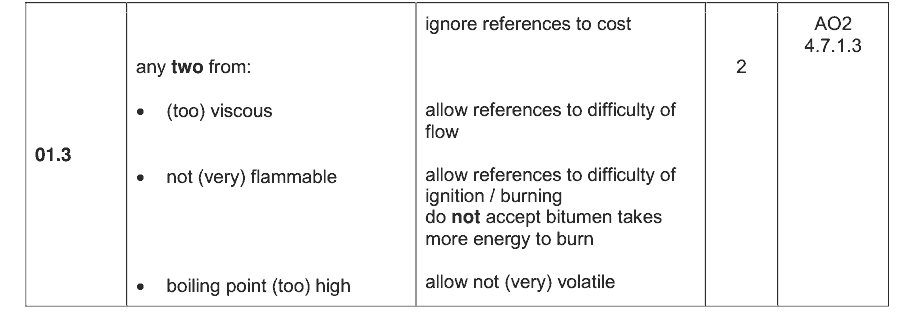 ignore references to cost
AO2
4.7.1.3
any two from:
2
• (too) viscous
allow references to difficulty of
flow
01.3
• not (very) flammable
allow references to difficulty of
ignition / burning
do not accept bitumen takes
more energy to burn
• boiling point (too) high
allow not (very) volatile